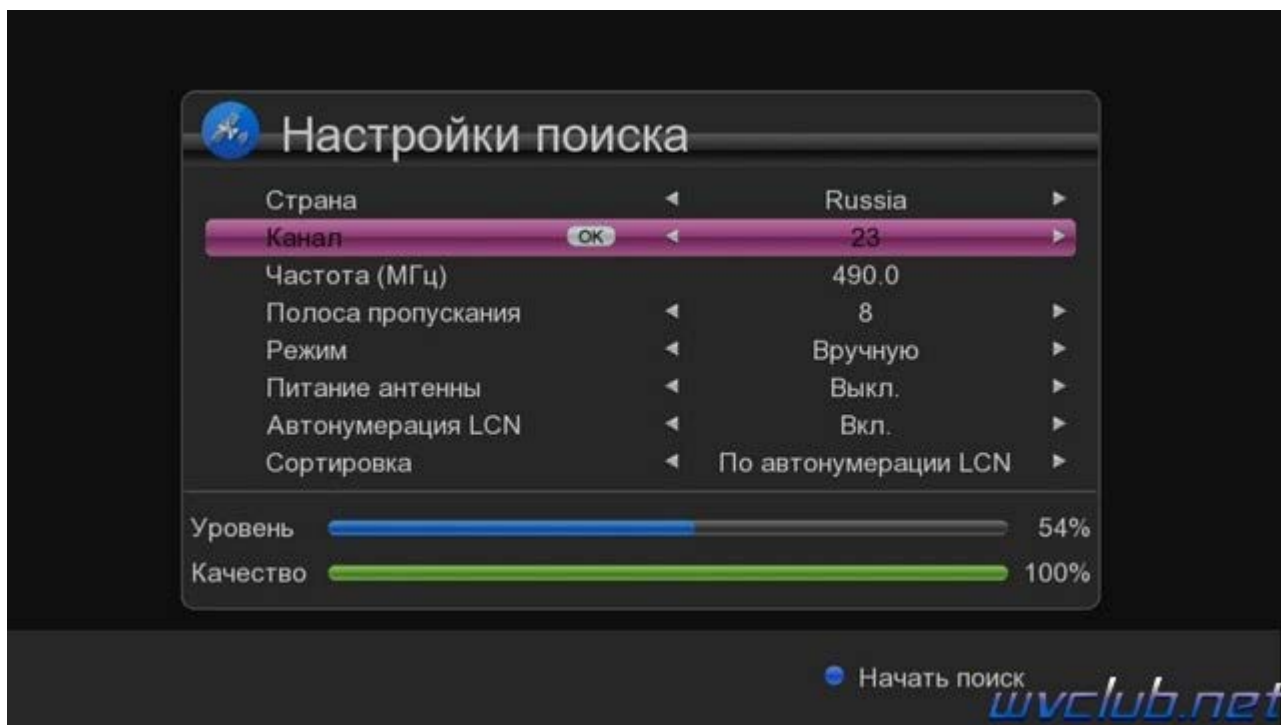 Настройки поиска
Страна Russia
Канал OK 23
Частота (МГц) 490.0
Полоса пропускания 8
Режим Вручную
Питание антенны Выкл.
Автонумерация LCN Вкл.
Сортировка По автонумерации LCN
Уровень 54%
Качество 100%
Начать поиск
wvclub.net